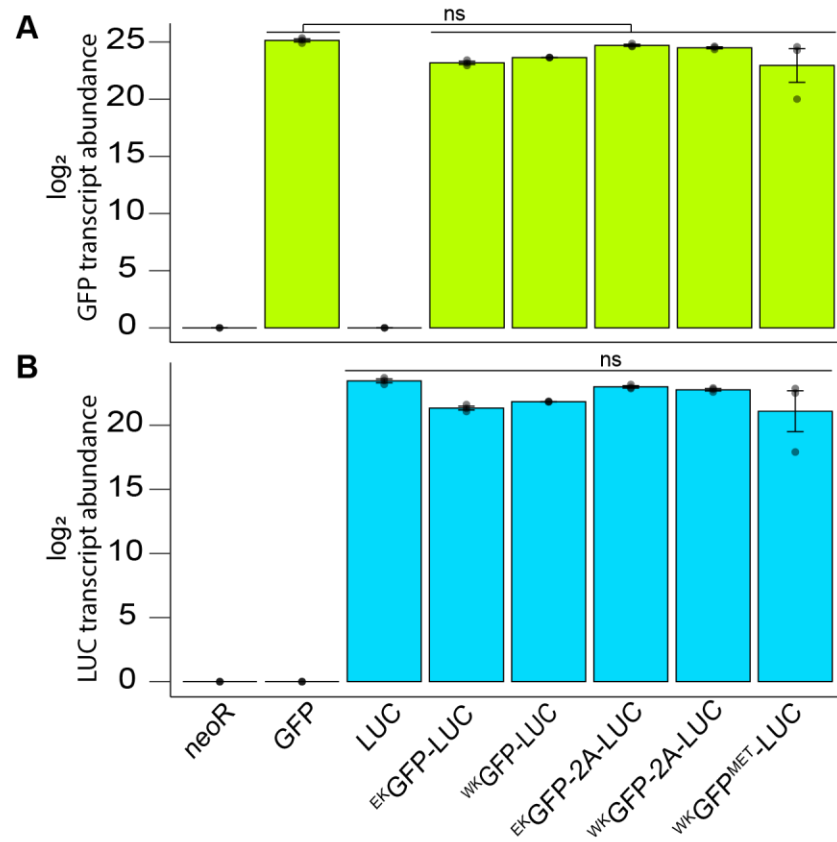 A
ns
log₂
GFP transcript abundance
25
20
15
10
5
0
B
ns
log₂
LUC transcript abundance
20
15
10
5
0
neoR
GFP
LUC
ᴱᴷGFP-LUC
ᵂᴷGFP-LUC
ᴱᴷGFP-2A-LUC
ᵂᴷGFP-2A-LUC
ᵂᴷGFPᴹᴱᵀ-LUC